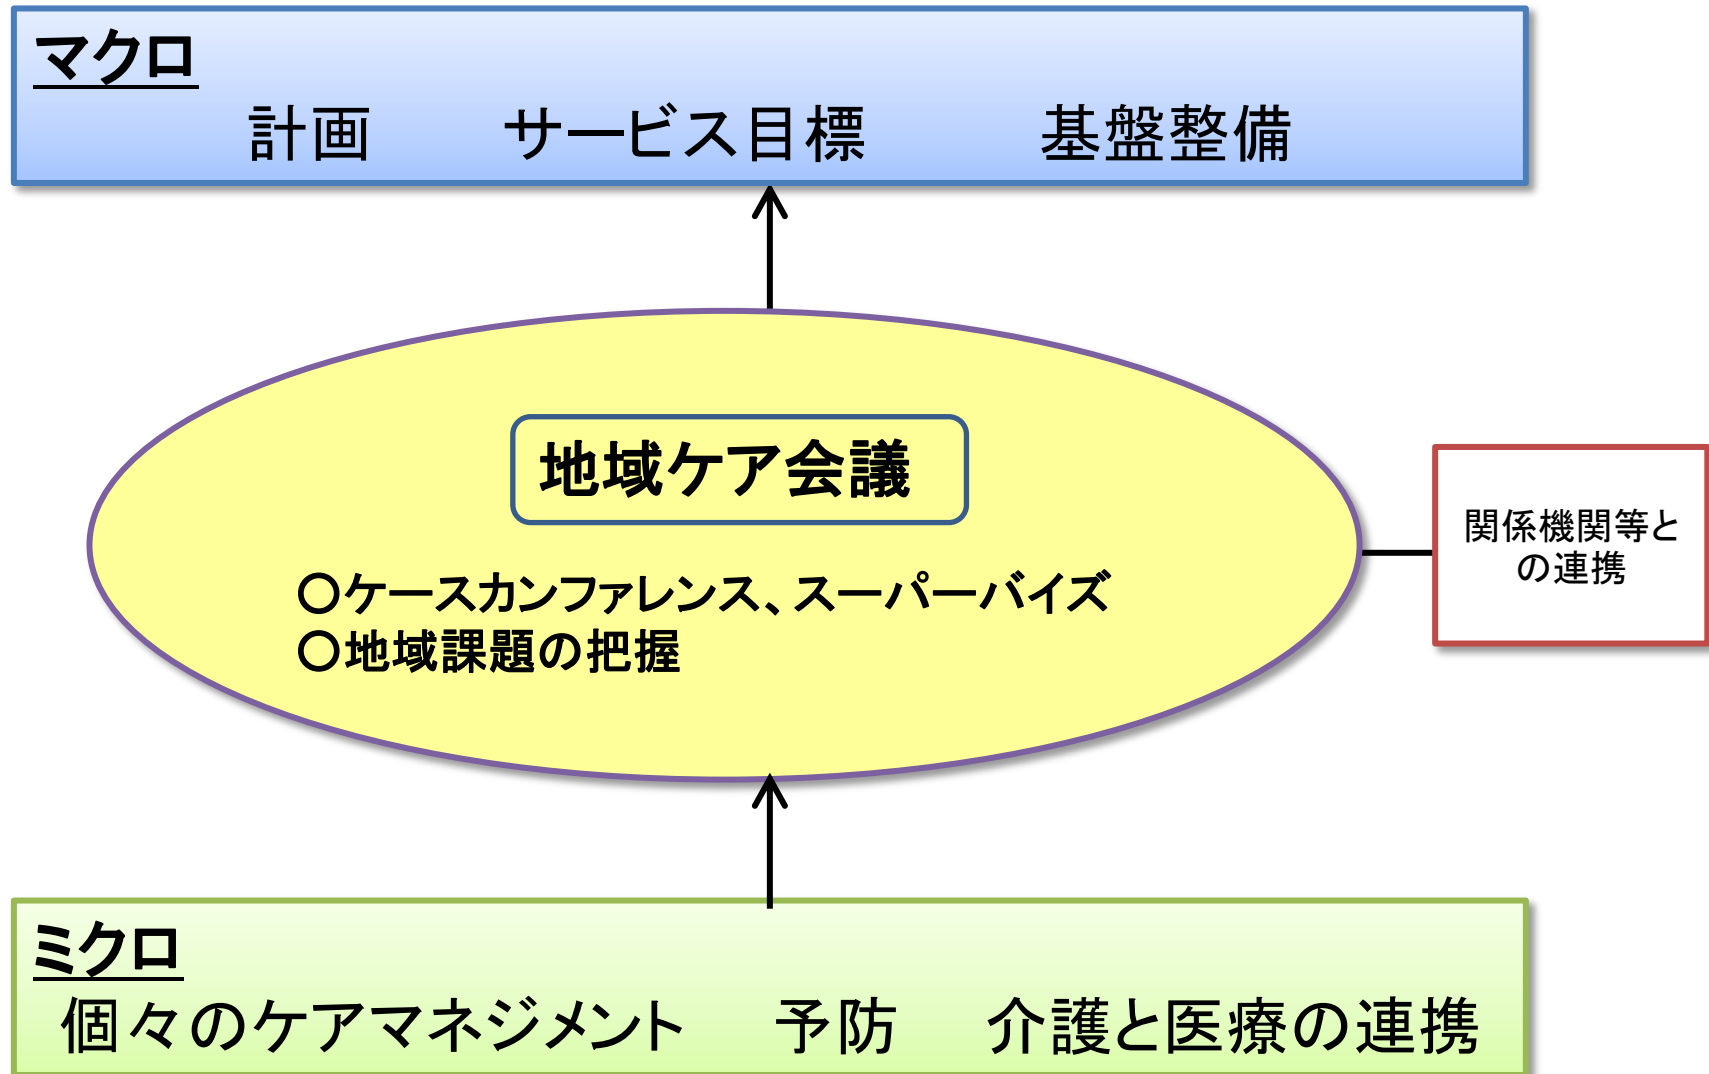 マクロ
計画 サービス目標 基盤整備
地域ケア会議
○ケースカンファレンス、スーパーバイズ
○地域課題の把握
関係機関等と
の連携
ミクロ
個々のケアマネジメント 予防 介護と医療の連携